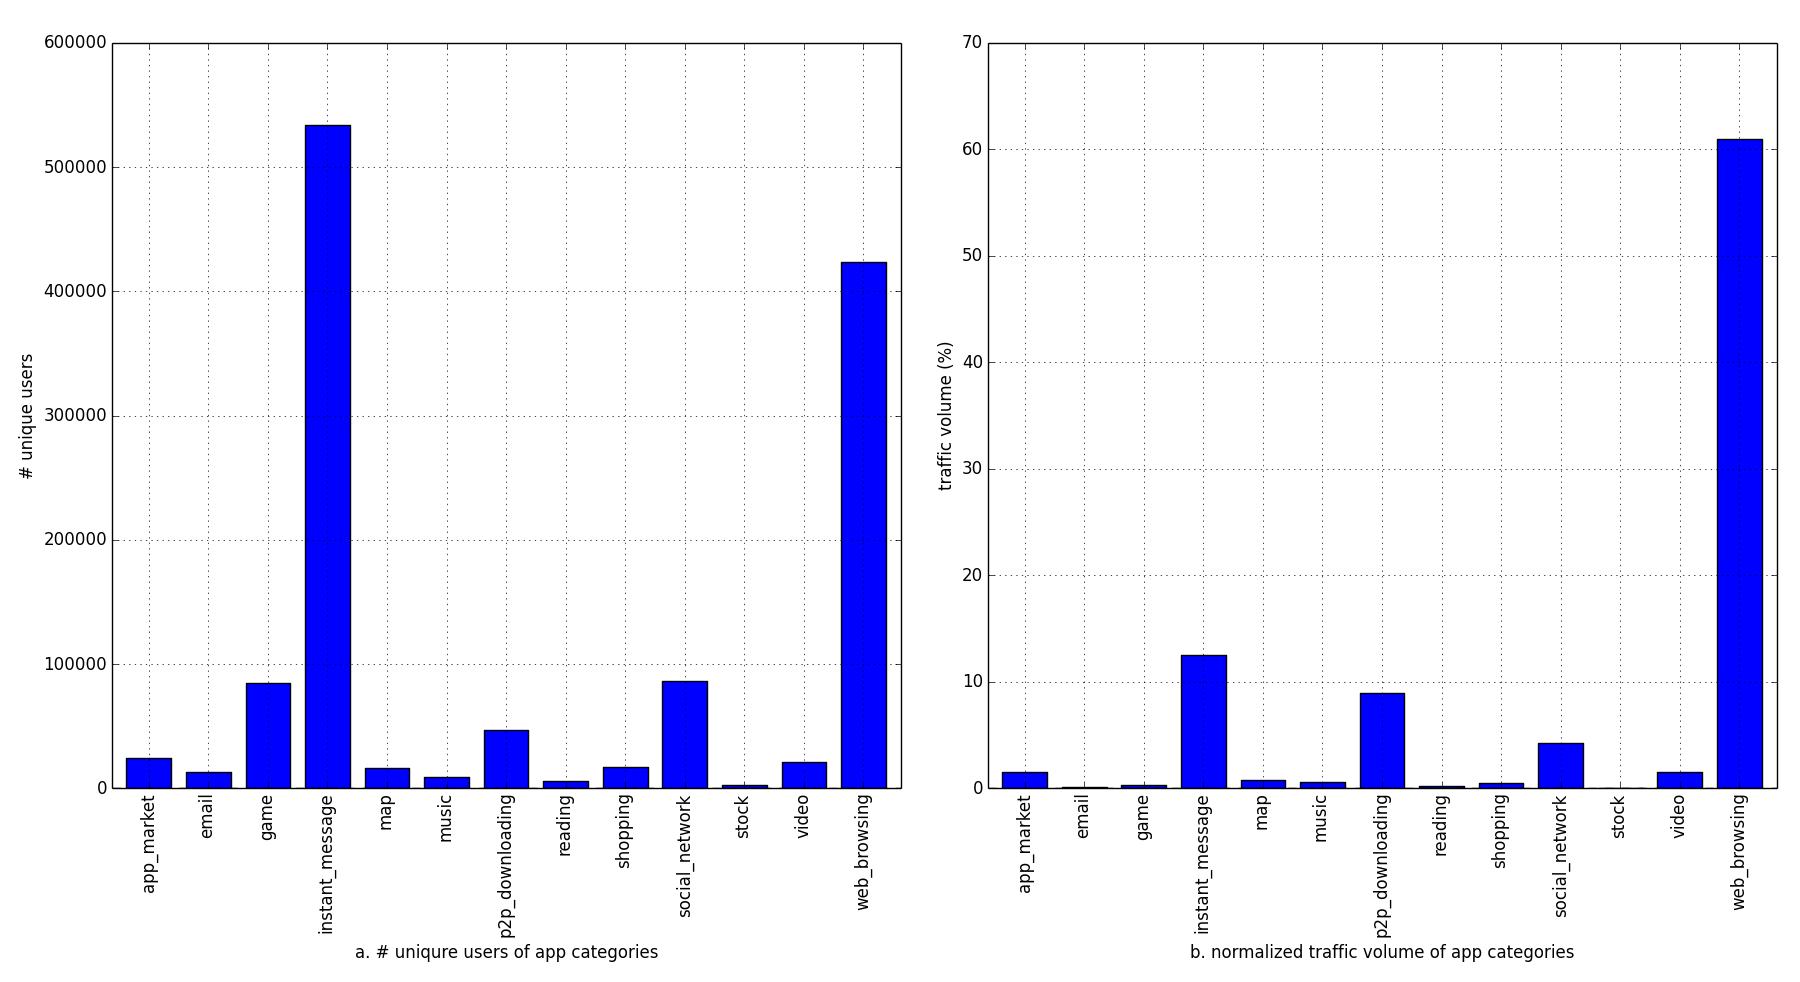 600000
500000
400000
300000
200000
100000
0
# unique users
app_market
email
game
instant_message
map
music
p2p_downloading
reading
shopping
social_network
stock
video
web_browsing
a. # uniqure users of app categories
70
60
50
40
30
20
10
0
traffic volume (%)
app_market
email
game
instant_message
map
music
p2p_downloading
reading
shopping
social_network
stock
video
web_browsing
b. normalized traffic volume of app categories